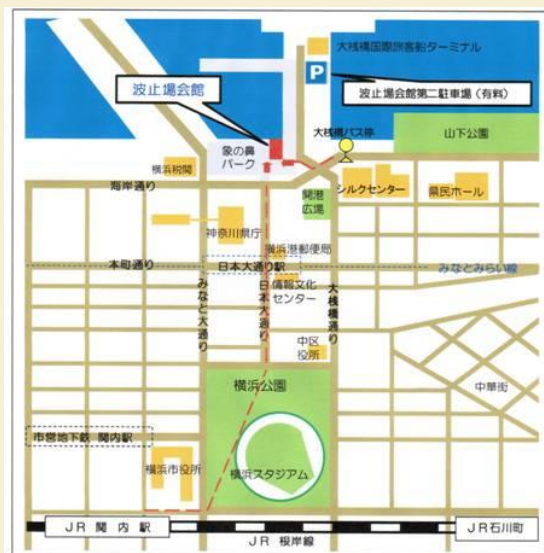 大桟橋国際旅客船ターミナル
P
波止場会館
波止場会館第二駐車場（有料）
大桟橋バス停
山下公園
象の鼻
パーク
横浜税関
海岸通り
シルクセンター
県民ホール
開港
広場
神奈川県庁
横浜港郵便局
本町通り
日本大通り駅
みなとみらい線
情報文化
センター
みなと大通り
日本大通り
大桟橋通り
中区
役所
横浜公園
中華街
市営地下鉄 関内駅
横浜市役所
横浜スタジアム
ＪＲ 関 内 駅
ＪＲ 根岸線
ＪＲ石川町